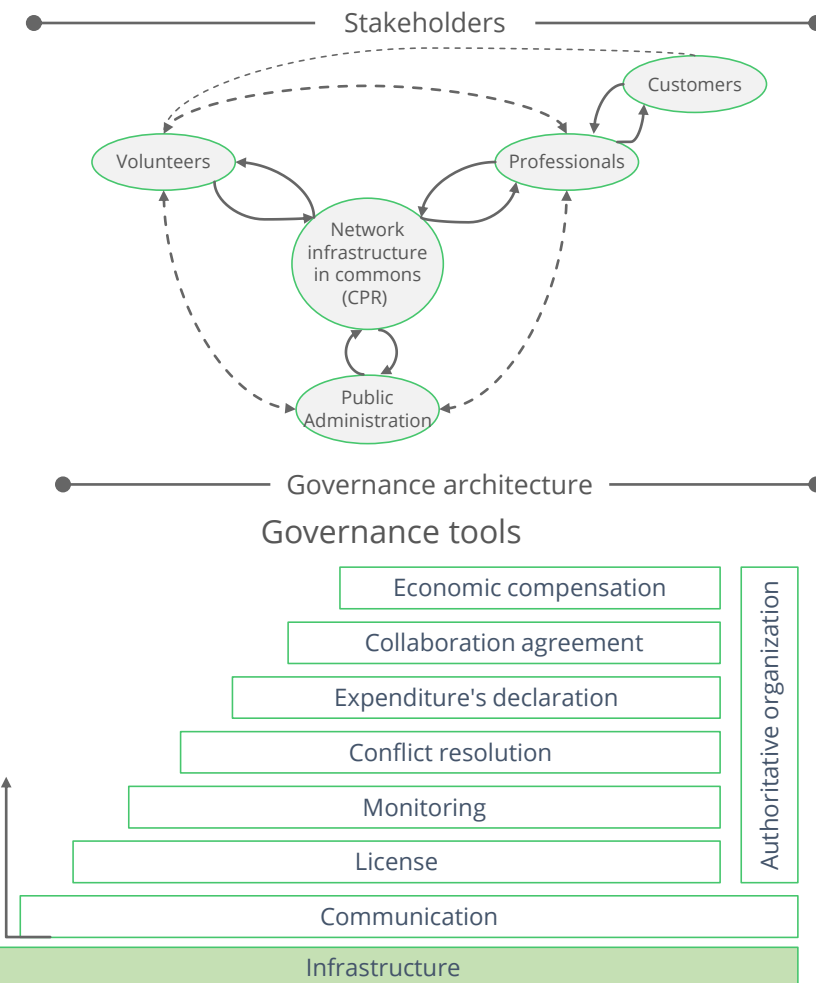 Stakeholders
Customers
Volunteers
Professionals
Network
infrastructure
in commons
(CPR)
Public
Administration
Governance architecture
Governance tools
Economic compensation
Collaboration agreement
Expenditure's declaration
Conflict resolution
Monitoring
License
Authoritative organization
Communication
Infrastructure